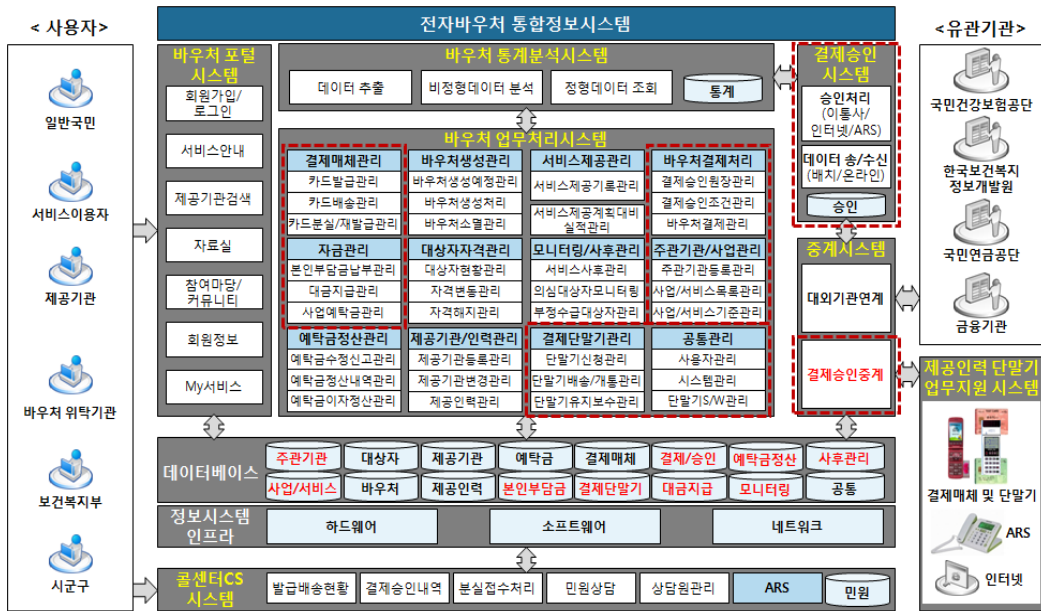 전자바우처 통합정보시스템
< 사용자>
일반국민
서비스이용자
제공기관
바우처 위탁기관
보건복지부
시군구
바우처 포털
시스템
회원가입/
로그인
서비스안내
제공기관검색
자료실
참여마당/
커뮤니티
회원정보
My서비스
바우처 통계분석시스템
데이터 추출
비정형데이터 분석
정형데이터 조회
통계
바우처 업무처리시스템
결제매체관리
카드발급관리
카드배송관리
카드분실/재발급관리
바우처생성관리
바우처생성예정관리
바우처생성처리
바우처소멸관리
서비스제공관리
서비스제공기록관리
서비스제공계획대비
실적관리
바우처결제처리
결제승인원장관리
결제승인조건관리
바우처결제관리
자금관리
본인부담금납부관리
대금지급관리
사업예탁금관리
대상자자격관리
대상자현황관리
자격변동관리
자격해지관리
모니터링/사후관리
서비스사후관리
의심대상자모니터링
부정수급대상자관리
주관기관/사업관리
주관기관등록관리
사업/서비스목록관리
사업/서비스기준관리
예탁금정산관리
예탁금수정신고관리
예탁금정산내역관리
예탁금이자정산관리
제공기관/인력관리
제공기관등록관리
제공기관변경관리
제공인력관리
결제단말기관리
단말기신청관리
단말기배송/개통관리
단말기유지보수관리
공통관리
사용자관리
시스템관리
단말기S/W관리
결제승인
시스템
승인처리
(이통사/
인터넷/ARS)
데이터 송/수신
(배치/온라인)
승인
중계시스템
대외기관연계
결제승인중계
<유관기관>
국민건강보험공단
한국보건복지
정보개발원
국민연금공단
금융기관
제공인력 단말기
업무지원 시스템
결제매체 및 단말기
ARS
인터넷
데이터베이스
주관기관
대상자
제공기관
예탁금
결제매체
결제/승인
예탁금정산
사후관리
사업/서비스
바우처
제공인력
본인부담금
결제단말기
대금지급
모니터링
공통
정보시스템
인프라
하드웨어
소프트웨어
네트워크
콜센터CS
시스템
발급배송현황
결제승인내역
분실접수처리
민원상담
상담원관리
ARS
민원